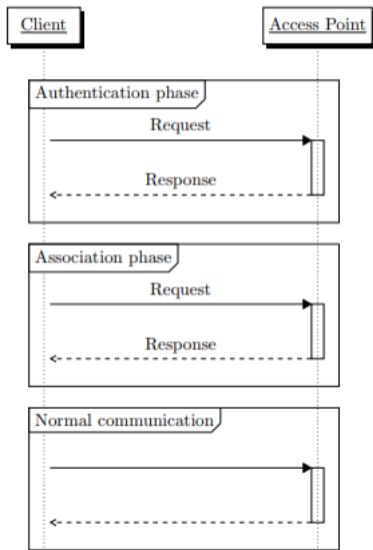 Client
Access Point
Authentication phase
Request
Response
Association phase
Request
Response
Normal communication